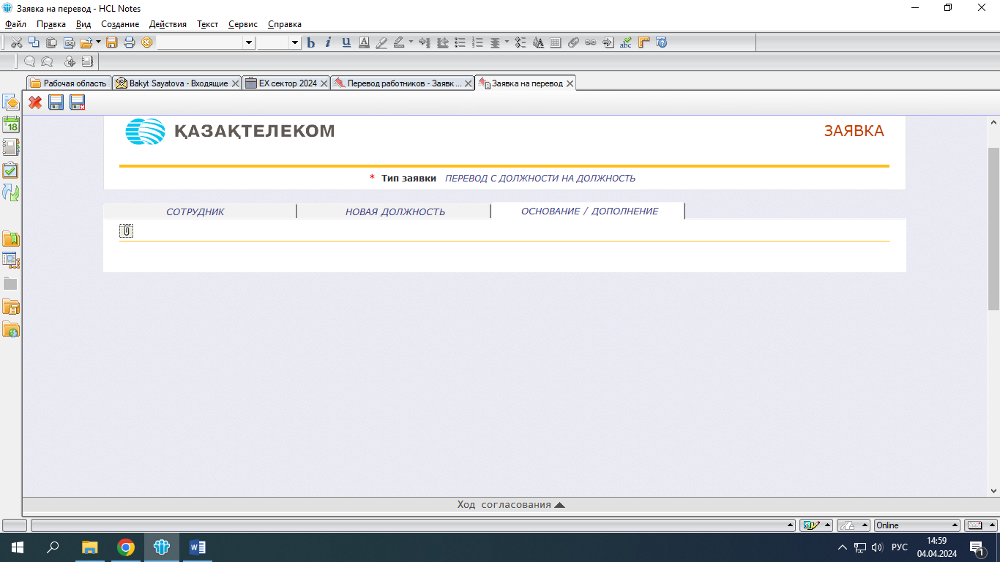 Заявка на перевод - HCL Notes
Файл Правка Вид Создание Действия Текст Сервис Справка
b i u A abc
Рабочая область Bakyt Sayatova - Входящие EX сектор 2024 Перевод работников - Заявк ... Заявка на перевод
18
ҚАЗАҚТЕЛЕКОМ ЗАЯВКА
* Тип заявки ПЕРЕВОД С ДОЛЖНОСТИ НА ДОЛЖНОСТЬ
СОТРУДНИК НОВАЯ ДОЛЖНОСТЬ ОСНОВАНИЕ / ДОПОЛНЕНИЕ
Ход согласования
Online
РУС 14:59
04.04.2024
1